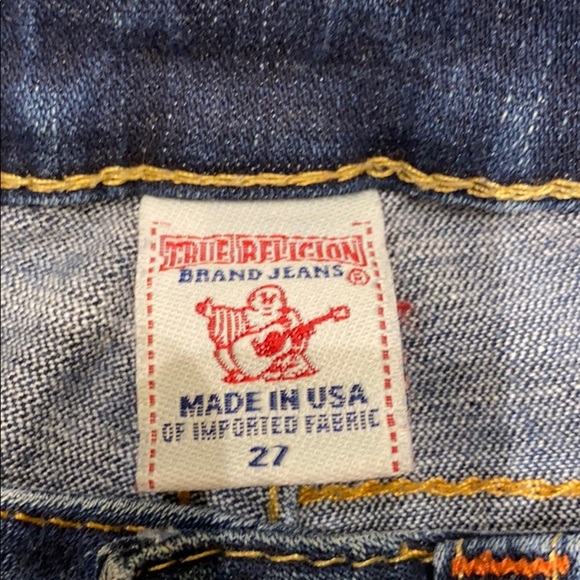 TRUE RELIGION
BRAND JEANS®
MADE IN USA
OF IMPORTED FABRIC
27